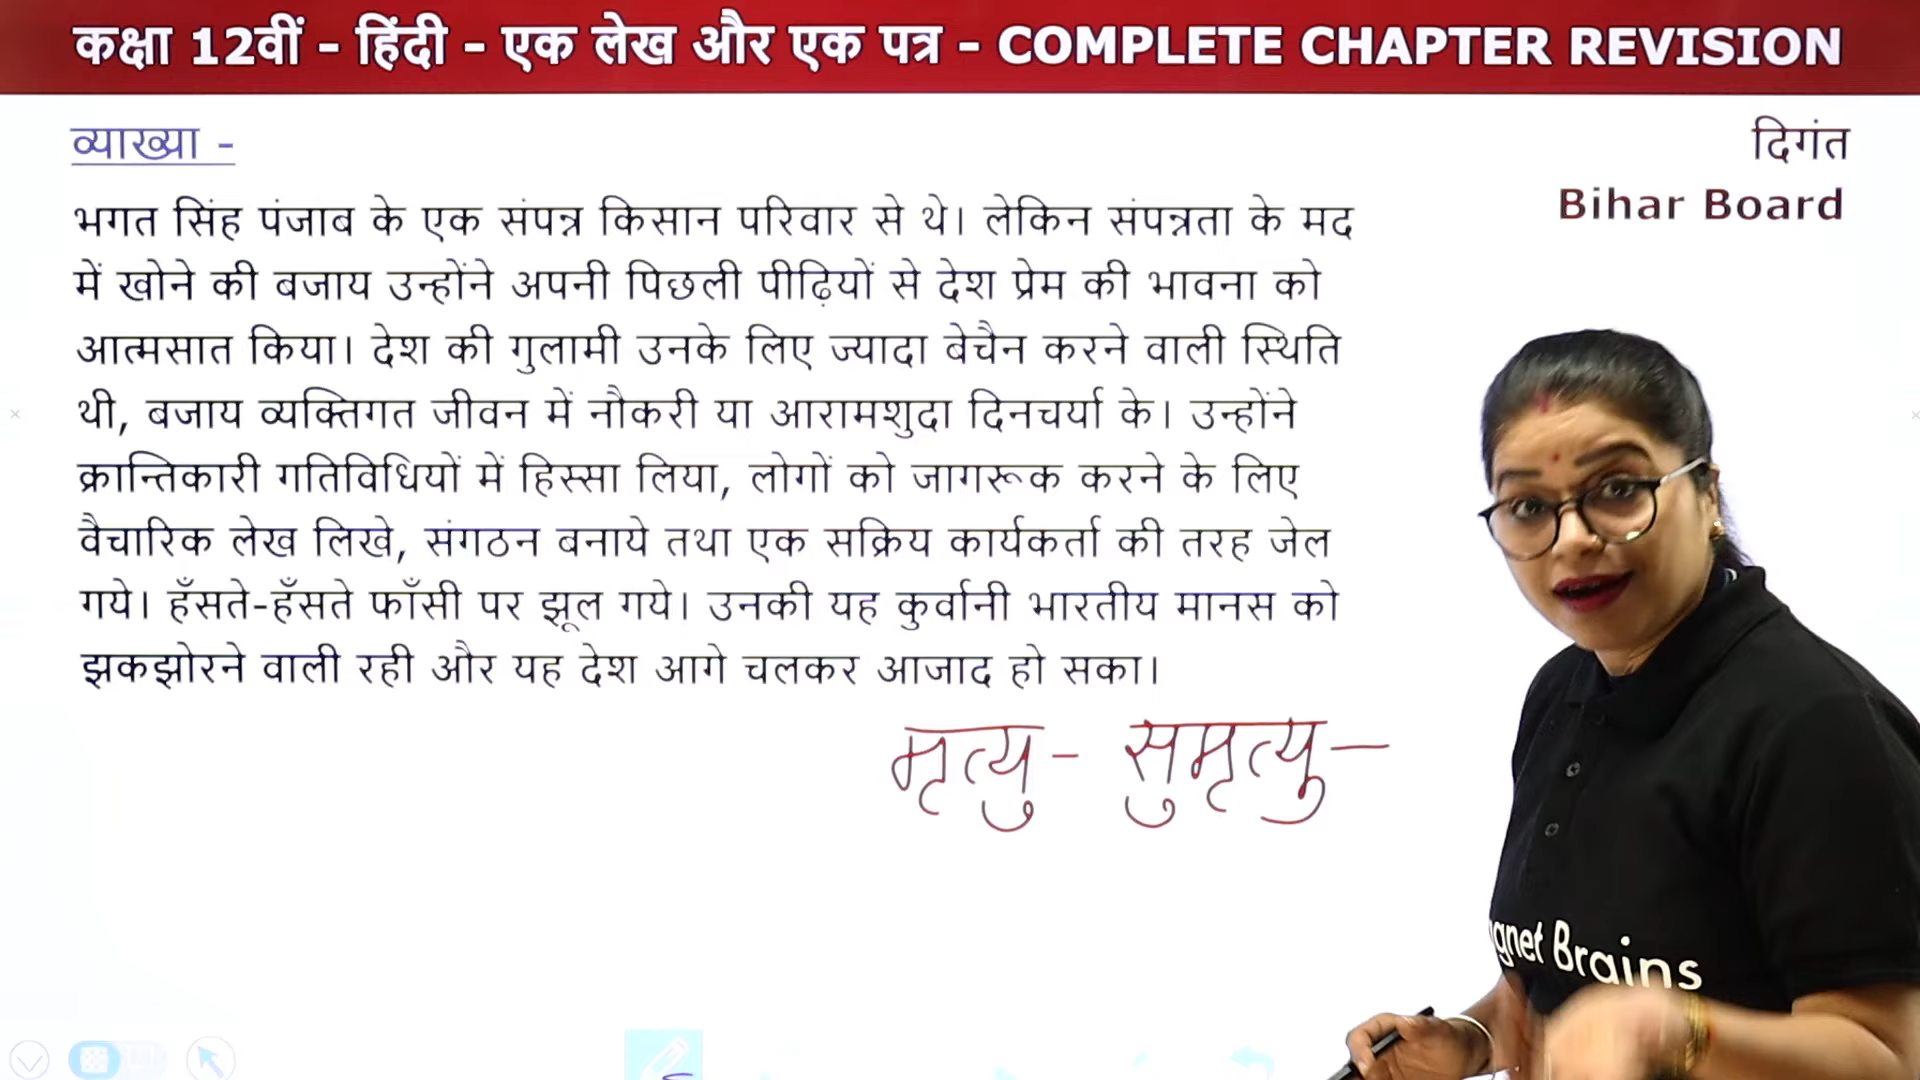 कक्षा 12वीं - हिंदी - एक लेख और एक पत्र - COMPLETE CHAPTER REVISION
व्याख्या -
दिगंत
Bihar Board
भगत सिंह पंजाब के एक संपन्न किसान परिवार से थे। लेकिन संपन्नता के मद
में खोने की बजाय उन्होंने अपनी पिछली पीढ़ियों से देश प्रेम की भावना को
आत्मसात किया। देश की गुलामी उनके लिए ज्यादा बेचैन करने वाली स्थिति
थी, बजाय व्यक्तिगत जीवन में नौकरी या आरामशुदा दिनचर्या के। उन्होंने
क्रान्तिकारी गतिविधियों में हिस्सा लिया, लोगों को जागरूक करने के लिए
वैचारिक लेख लिखे, संगठन बनाये तथा एक सक्रिय कार्यकर्ता की तरह जेल
गये। हँसते-हँसते फाँसी पर झूल गये। उनकी यह कुर्वानी भारतीय मानस को
झकझोरने वाली रही और यह देश आगे चलकर आजाद हो सका।
मृत्यु - सुमृत्यु -
gnet Brains